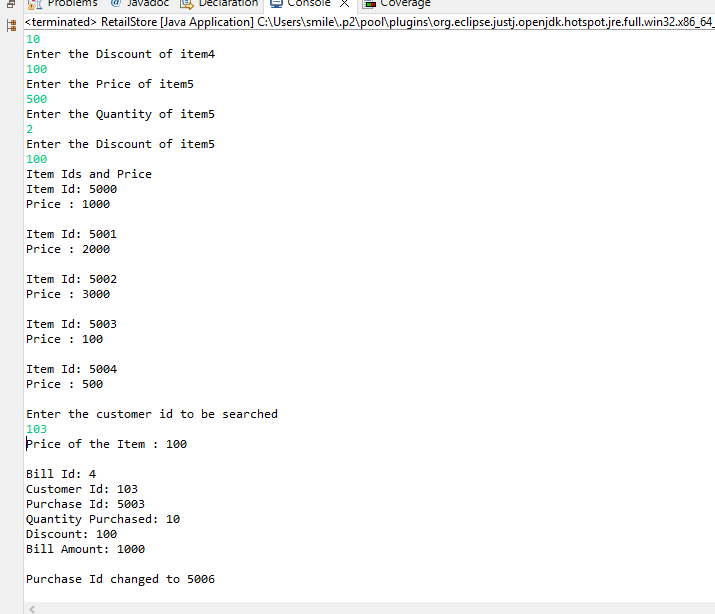 Problems @ Javadoc Declaration Console Coverage
<terminated> RetailStore [Java Application] C:\Users\smile\.p2\pool\plugins\org.eclipse.justj.openjdk.hotspot.jre.full.win32.x86_64_
10
Enter the Discount of item4
100
Enter the Price of item5
500
Enter the Quantity of item5
2
Enter the Discount of item5
100
Item Ids and Price
Item Id: 5000
Price : 1000
Item Id: 5001
Price : 2000
Item Id: 5002
Price : 3000
Item Id: 5003
Price : 100
Item Id: 5004
Price : 500
Enter the customer id to be searched
103
Price of the Item : 100
Bill Id: 4
Customer Id: 103
Purchase Id: 5003
Quantity Purchased: 10
Discount: 100
Bill Amount: 1000
Purchase Id changed to 5006